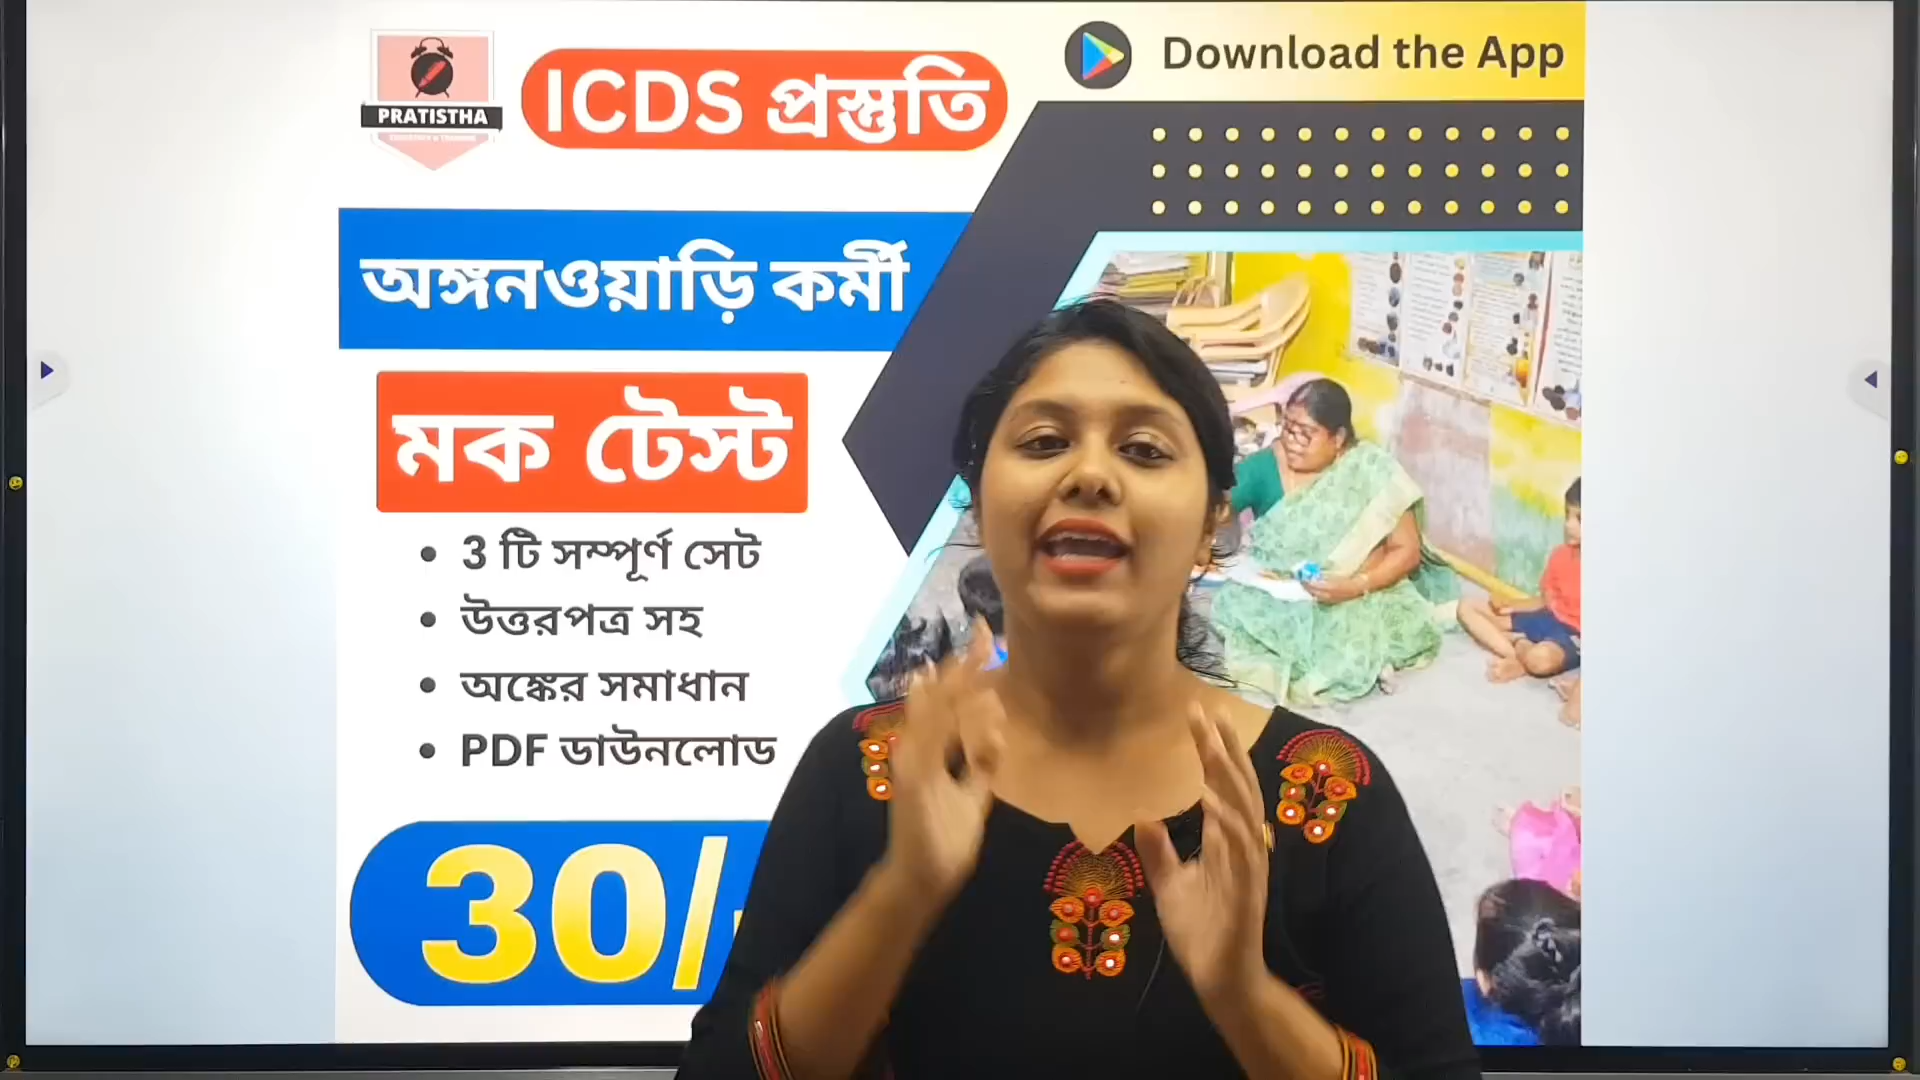 PRATISTHA
ICDS প্রস্তুতি
Download the App
অঙ্গনওয়াড়ি কর্মী
মক টেস্ট
• 3 টি সম্পূর্ণ সেট
• উত্তরপত্র সহ
• অঙ্কের সমাধান
• PDF ডাউনলোড
30/-